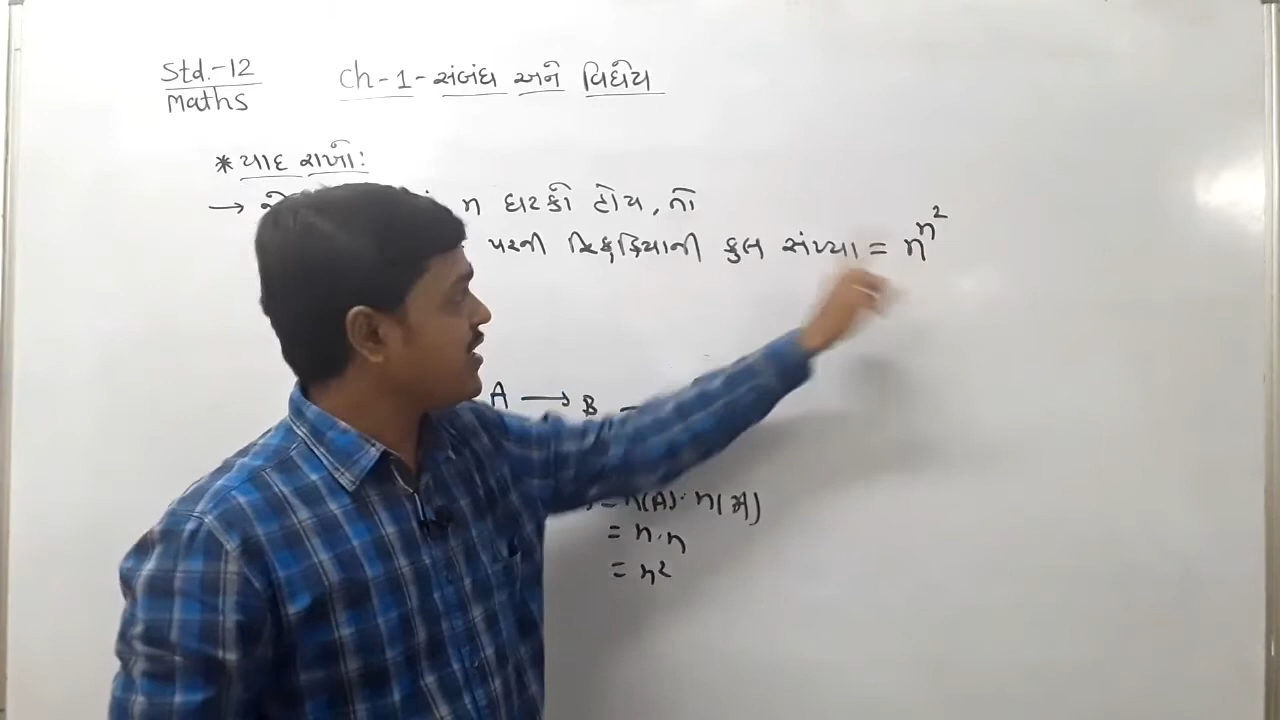 Std.-12
Maths
Ch-1-સંબંધ અને વિધેય
* યાદ રાખો:
→ n ઘટકો હોય, તો
પરની દ્વિક્ક્રિયાની કુલ સંખ્યા = n^n^2
A → B
= n(A) · n(A)
= n.n
= n²